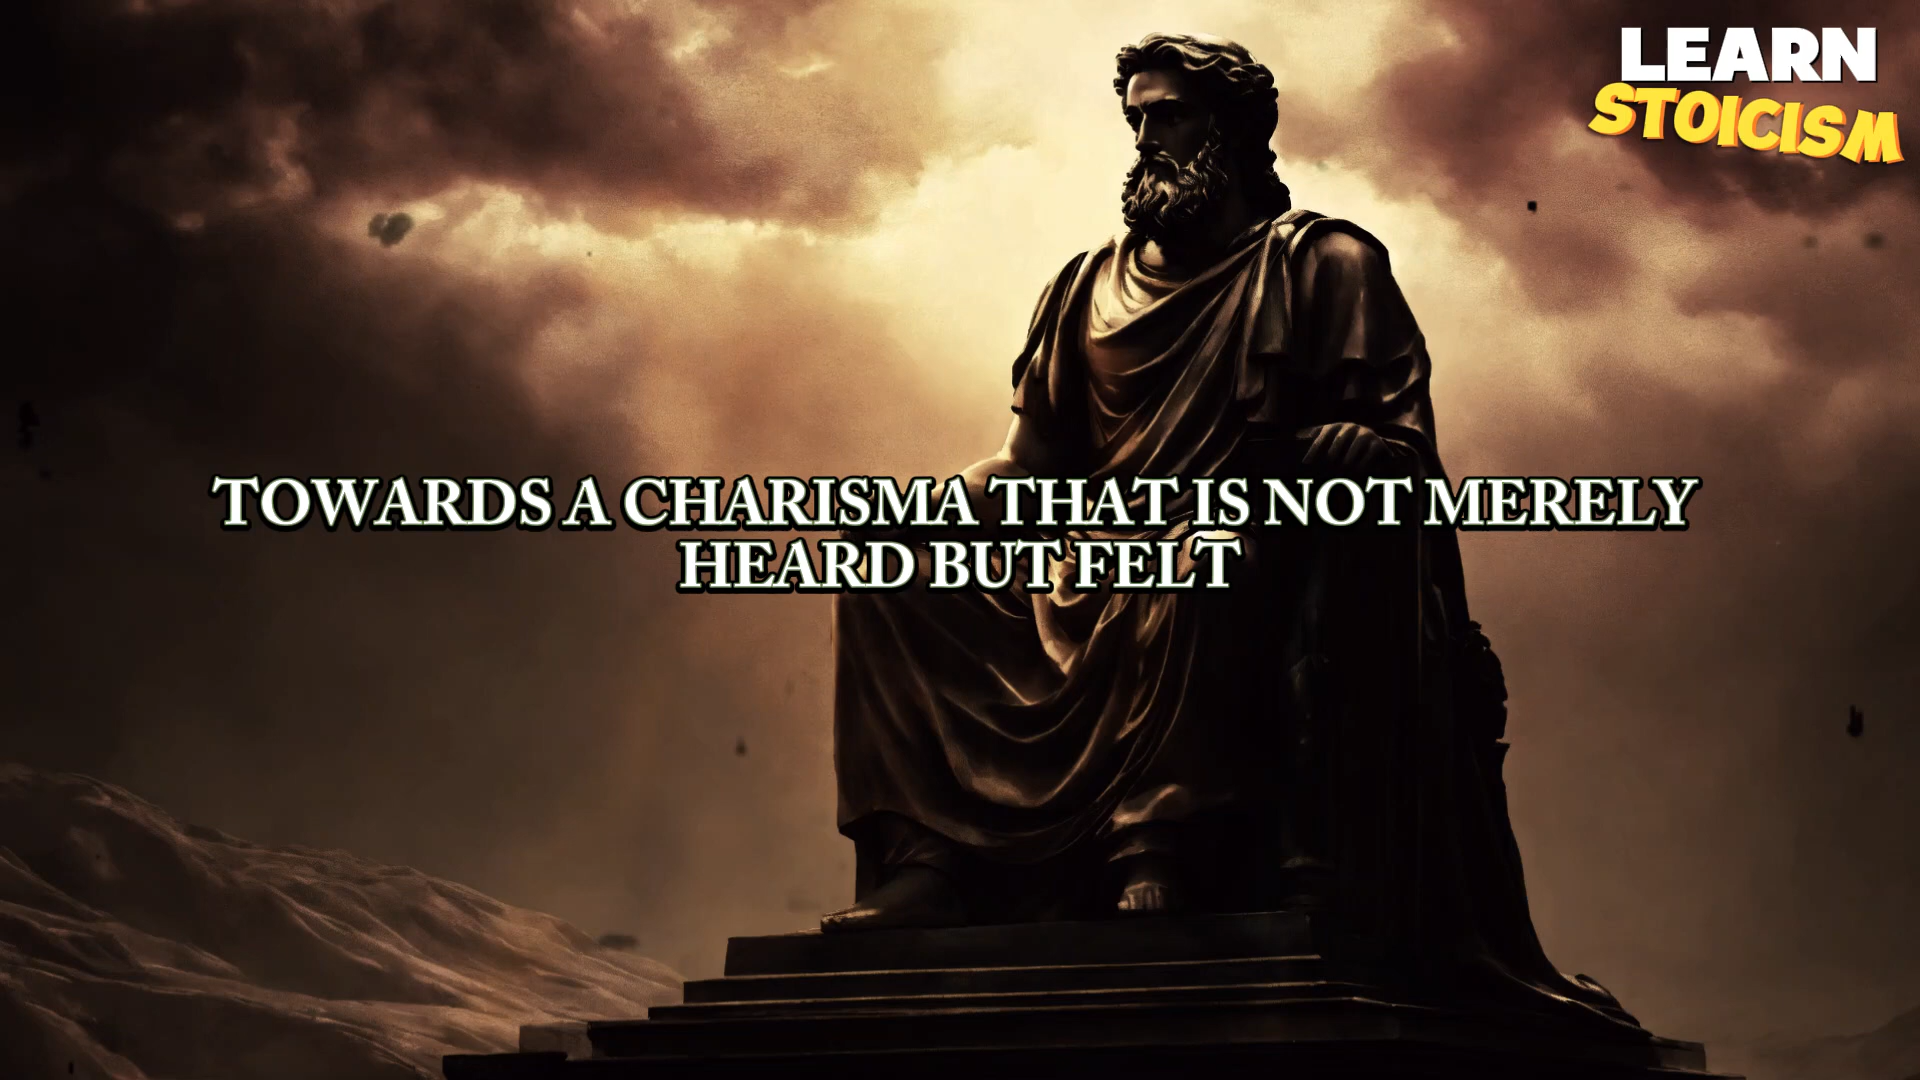 LEARN
STOICISM
TOWARDS A CHARISMA THAT IS NOT MERELY
HEARD BUT FELT